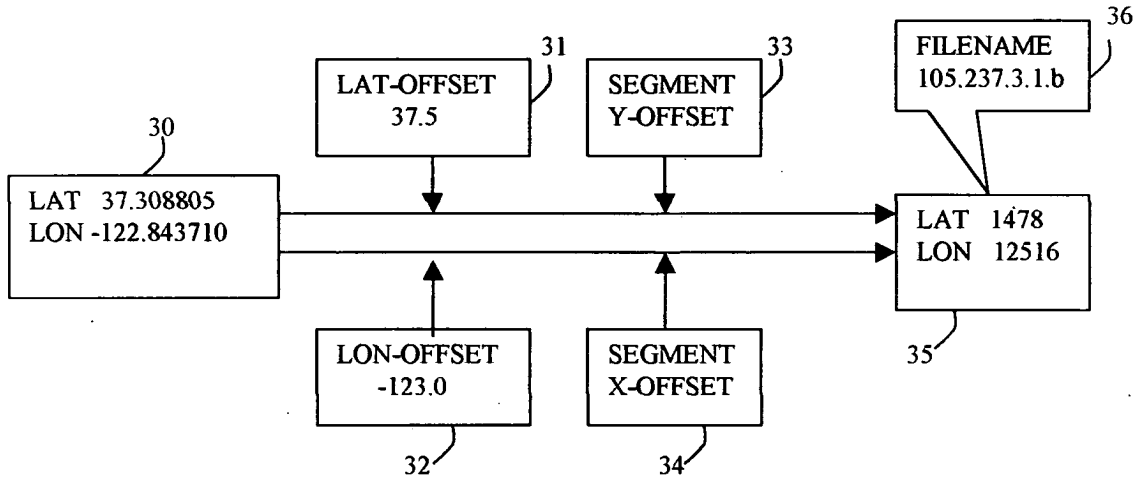 30
LAT 37.308805
LON -122.843710
31
LAT-OFFSET
37.5
33
SEGMENT
Y-OFFSET
36
FILENAME
105.237.3.1.b
LAT 1478
LON 12516
35
LON-OFFSET
-123.0
32
SEGMENT
X-OFFSET
34